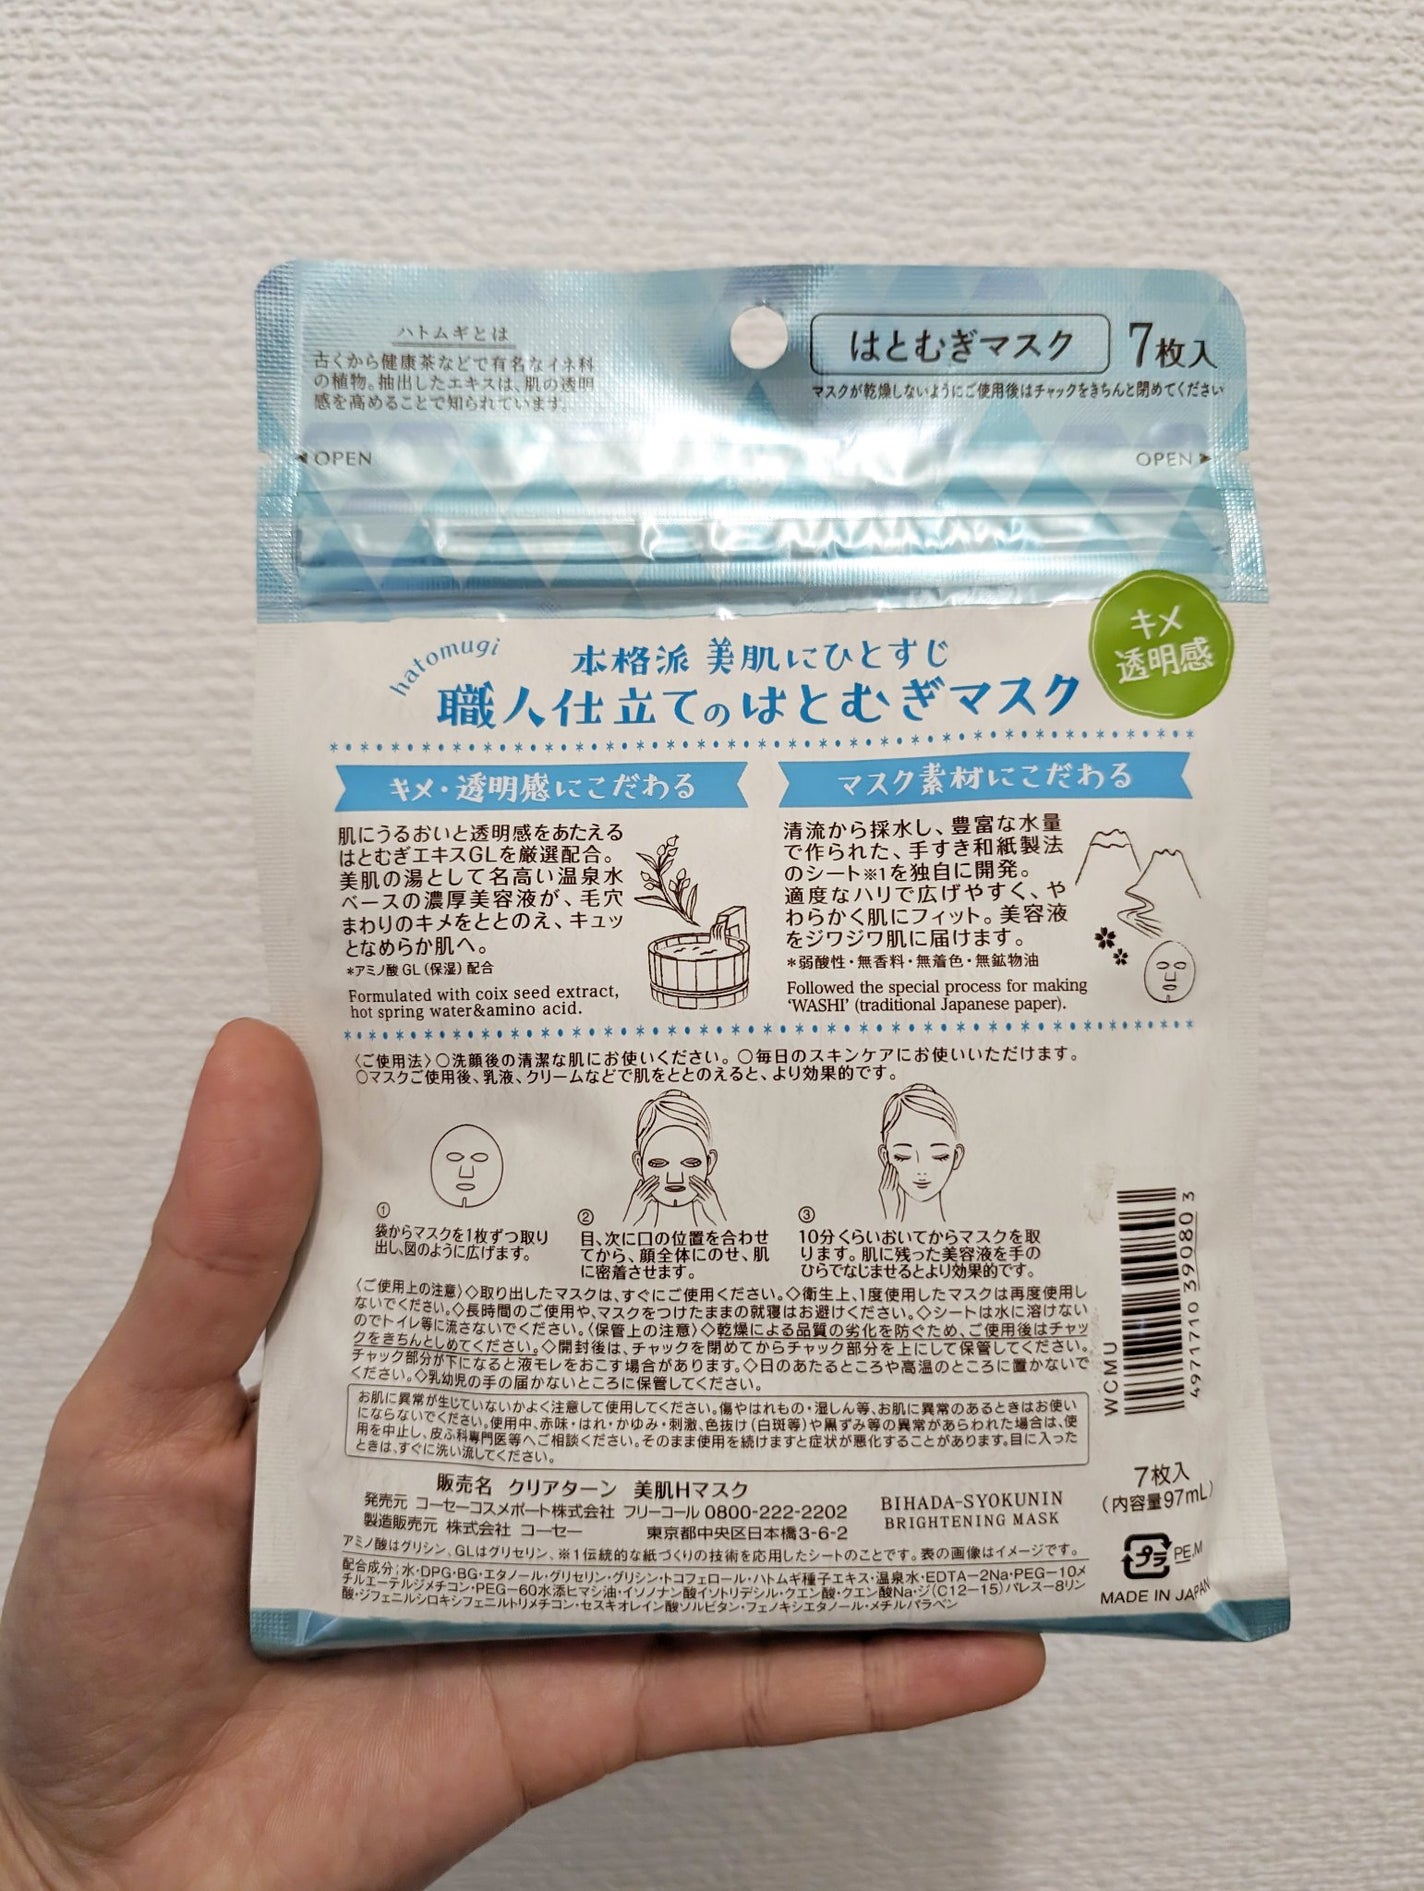 ハトムギとは
古くから健康茶などで有名なイネ科
の植物。抽出したエキスは、肌の透明
感を高めることで知られています。
はとむぎマスク
7枚入
マスクが乾燥しないようにご使用後はチャックをきちんと閉めてください
OPEN
OPEN
キメ
透明感
hatomugi
本格派 美肌にひとすじ
職人仕立てのはとむぎマスク
キメ・透明感にこだわる
肌にうるおいと透明感をあたえる
はとむぎエキスGLを厳選配合。
美肌の湯として名高い温泉水
ベースの濃厚美容液が、毛穴
まわりのキメをととのえ、キュッ
となめらか肌へ。
*アミノ酸GL(保湿)配合
Formulated with coix seed extract,
hot spring water&amino acid.
マスク素材にこだわる
清流から採水し、豊富な水量
で作られた、手すき和紙製法
のシート※1を独自に開発。
適度なハリで広げやすく、や
わらかく肌にフィット。美容液
をジワジワ肌に届けます。
*弱酸性・無香料・無着色・無鉱物油
Followed the special process for making
'WASHI' (traditional Japanese paper).
〈ご使用法〉○洗顔後の清潔な肌にお使いください。○毎日のスキンケアにお使いいただけます。
○マスクご使用後、乳液、クリームなどで肌をととのえると、より効果的です。
①
袋からマスクを1枚ずつ取り
出し、図のように広げます。
②
目、次に口の位置を合わせ
てから、顔全体にのせ、肌
に密着させます。
③
10分くらいおいてからマスクを取
ります。肌に残った美容液を手の
ひらでなじませるとより効果的です。
〈ご使用上の注意〉◇取り出したマスクは、すぐにご使用ください。◇衛生上、1度使用したマスクは再度使用し
ないでください。◇長時間のご使用や、マスクをつけたままの就寝はお避けください。◇シートは水に溶けない
のでトイレ等に流さないでください。〈保管上の注意〉◇乾燥による品質の劣化を防ぐため、ご使用後はチャッ
クをきちんとしめてください。◇開封後は、チャックを閉めてからチャック部分を上にして保管してください。
チャック部分が下になると液モレをおこす場合があります。◇日のあたるところや高温のところに置かないで
ください。◇乳幼児の手の届かないところに保管してください。
お肌に異常が生じていないかよく注意して使用してください。傷やはれもの・湿しん等、お肌に異常のあるときはお使い
にならないでください。使用中、赤味・はれ・かゆみ・刺激、色抜け(白斑等)や黒ずみ等の異常があらわれた場合は、使
用を中止し、皮ふ科専門医等へご相談ください。そのまま使用を続けますと症状が悪化することがあります。目に入った
ときは、すぐに洗い流してください。
WCMU
4971710 390803
販売名 クリアターン 美肌Hマスク
発売元 コーセーコスメポート株式会社 フリーコール 0800-222-2202
製造販売元 株式会社 コーセー 東京都中央区日本橋3-6-2
BIHADA-SYOKUNIN
BRIGHTENING MASK
7枚入
(内容量97mL)
プラ
PE,M
MADE IN JAPAN
アミノ酸はグリシン、GLはグリセリン、※1伝統的な紙づくりの技術を応用したシートのことです。表の画像はイメージです。
配合成分:水・DPG・BG・エタノール・グリセリン・グリシン・トコフェロール・ハトムギ種子エキス・温泉水・EDTA-2Na・PEG-10メ
チルエーテルジメチコン・PEG-60水添ヒマシ油・イソノナン酸イソトリデシル・クエン酸・クエン酸Na・ジ(C12-15)パレス-8リン
酸・ジフェニルシロキシフェニルトリメチコン・セスキオレイン酸ソルビタン・フェノキシエタノール・メチルパラベン